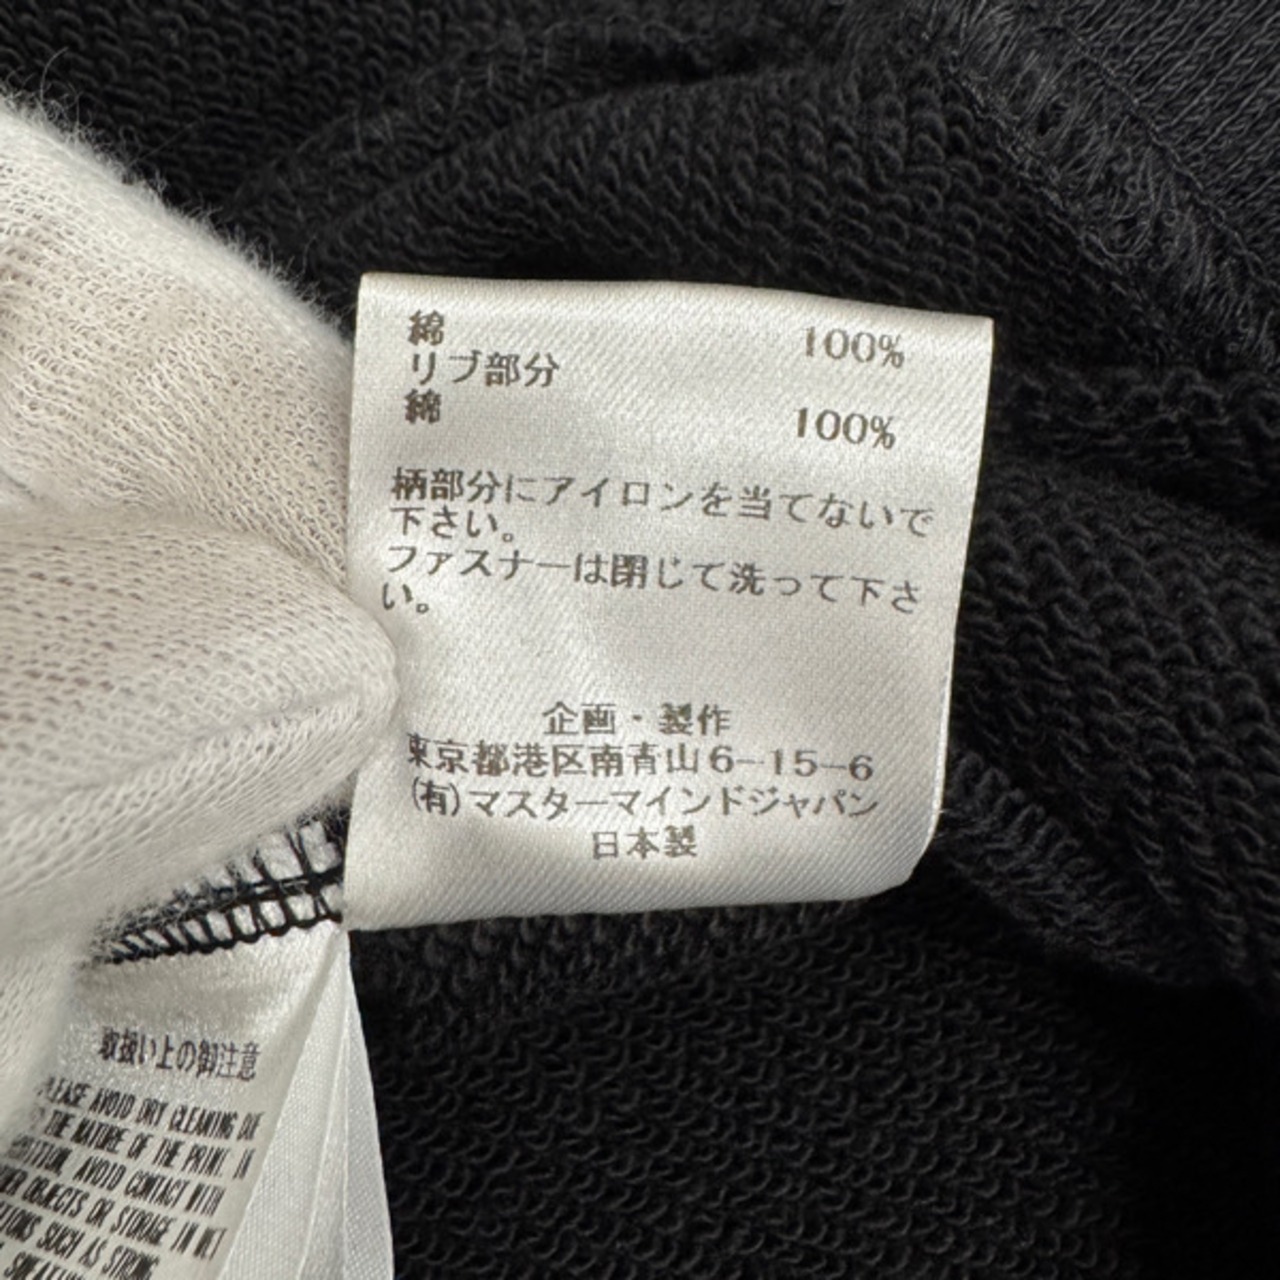 綿 100%
リブ部分
綿 100%
柄部分にアイロンを当てないで
下さい。
ファスナーは閉じて洗って下さ
い。
企画・製作
東京都港区南青山6-15-6
(有)マスターマインドジャパン
日本製
取扱い上の御注意
PLEASE AVOID DRY CLEANING DUE
THE NATURE OF THE PRINT. IN
AVOID CONTACT WITH
OBJECTS OR STORAGE IN WET
SUCH AS STRONG